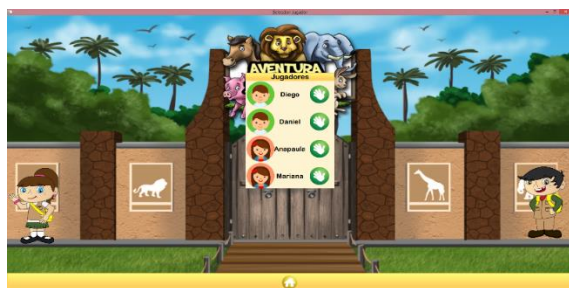 AVENTURA
Jugadores
Diego
Daniel
Anapaula
Mariana